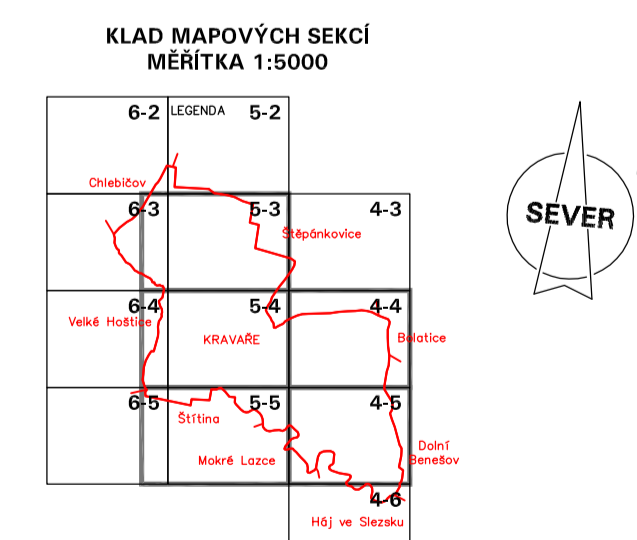 KLAD MAPOVÝCH SEKCÍ
MĚŘÍTKA 1:5000
6-2 LEGENDA 5-2
Chlebičov
6-3 5-3 4-3
SEVER
Štěpánkovice
6-4 5-4 4-4
Velké Hoštice
KRAVAŘE
Bolatice
6-5 5-5 4-5
Štítina
Dolní
Benešov
Mokré Lazce
4-6
Háj ve Slezsku